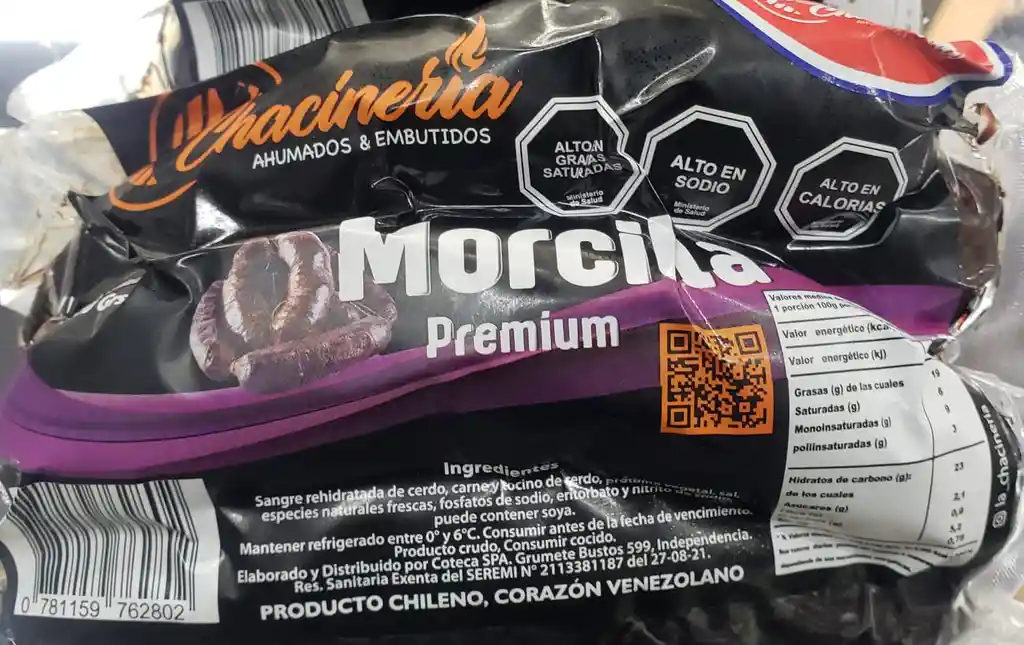 Chacinería
AHUMADOS & EMBUTIDOS
ALTO EN
GRASAS
SATURADAS
Ministerio
de Salud
ALTO EN
SODIO
Ministerio
de Salud
ALTO EN
CALORIAS
Morcilla
Premium
Valores medios
1 porción 100g
Valor energético (kcal
Valor energético (kJ)
Grasas (g) de las cuales 19
Saturadas (g) 6
Monoinsaturadas (g) 9
poliinsaturadas (g) 3
Hidratos de carbono (g): 23
de los cuales
Azucares (g) 2,1
0,9
5,2
0,79
la chacineria
Ingredientes
Sangre rehidratada de cerdo, carne y tocino de cerdo, proteína vegetal, sal,
especies naturales frescas, fosfatos de sodio, eritorbato y nitrito de sodio,
puede contener soya.
Mantener refrigerado entre 0° y 6°C. Consumir antes de la fecha de vencimiento.
Producto crudo, Consumir cocido.
Elaborado y Distribuido por Coteca SPA. Grumete Bustos 599, Independencia.
Res. Sanitaria Exenta del SEREMI N° 2113381187 del 27-08-21.
PRODUCTO CHILENO, CORAZÓN VENEZOLANO
0 781159 762802